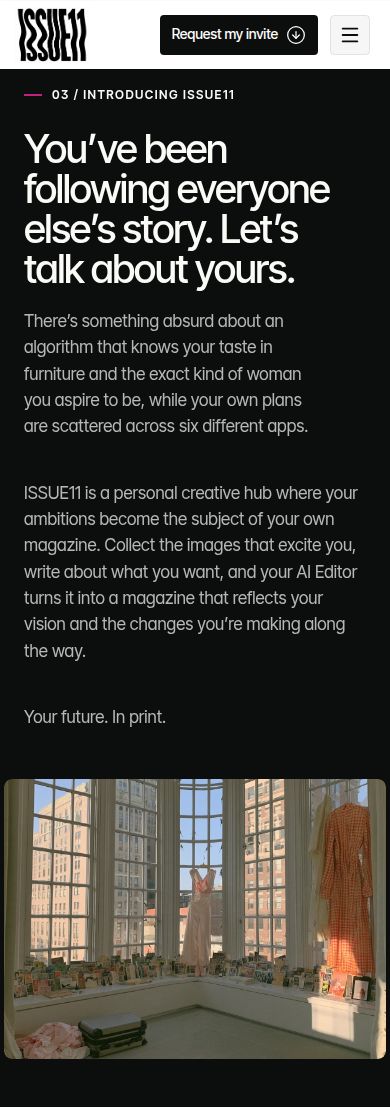 ISSUE11
Request my invite
03 / INTRODUCING ISSUE11
You’ve been
following everyone
else’s story. Let’s
talk about yours.
There’s something absurd about an
algorithm that knows your taste in
furniture and the exact kind of woman
you aspire to be, while your own plans
are scattered across six different apps.
ISSUE11 is a personal creative hub where your
ambitions become the subject of your own
magazine. Collect the images that excite you,
write about what you want, and your AI Editor
turns it into a magazine that reflects your
vision and the changes you’re making along
the way.
Your future. In print.